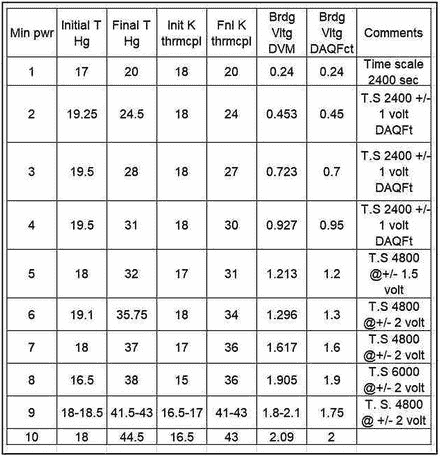 Min pwr Initial T Hg Final T Hg Init K thrmcpl Fnl K thrmcpl Brdg Vltg DVM Brdg Vltg DAQFct Comments
1 17 20 18 20 0.24 0.24 Time scale 2400 sec
2 19.25 24.5 18 24 0.453 0.45 T.S 2400 +/- 1 volt DAQFt
3 19.5 28 18 27 0.723 0.7 T.S 2400 +/- 1 volt DAQFt
4 19.5 31 18 30 0.927 0.95 T.S 2400 +/- 1 volt DAQFt
5 18 32 17 31 1.213 1.2 T.S 4800 @+/- 1.5 volt
6 19.1 35.75 18 34 1.296 1.3 T.S 4800 @+/- 2 volt
7 18 37 17 36 1.617 1.6 T.S 4800 @+/- 2 volt
8 16.5 38 15 36 1.905 1.9 T.S 6000 @+/- 2 volt
9 18-18.5 41.5-43 16.5-17 41-43 1.8-2.1 1.75 T. S. 4800 @ +/- 2 volt
10 18 44.5 16.5 43 2.09 2